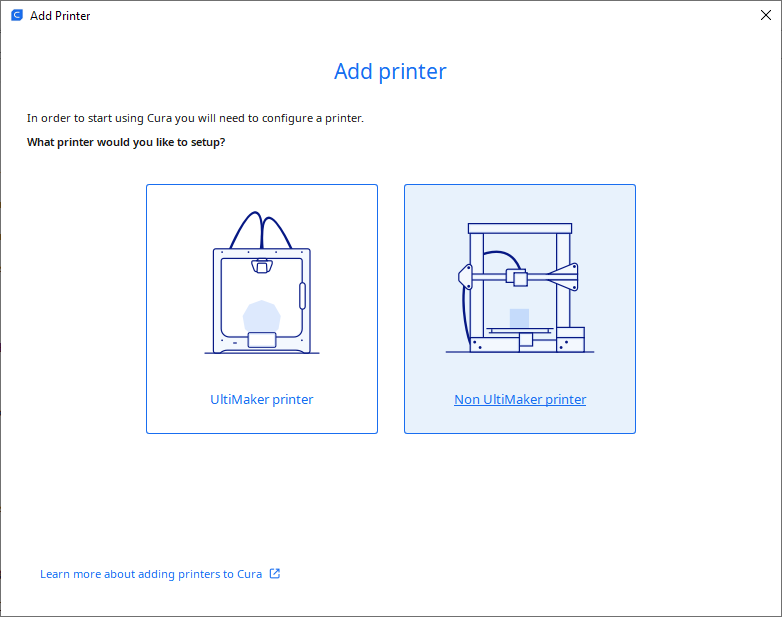 Add Printer
Add printer
In order to start using Cura you will need to configure a printer.
What printer would you like to setup?
UltiMaker printer
Non UltiMaker printer
Learn more about adding printers to Cura